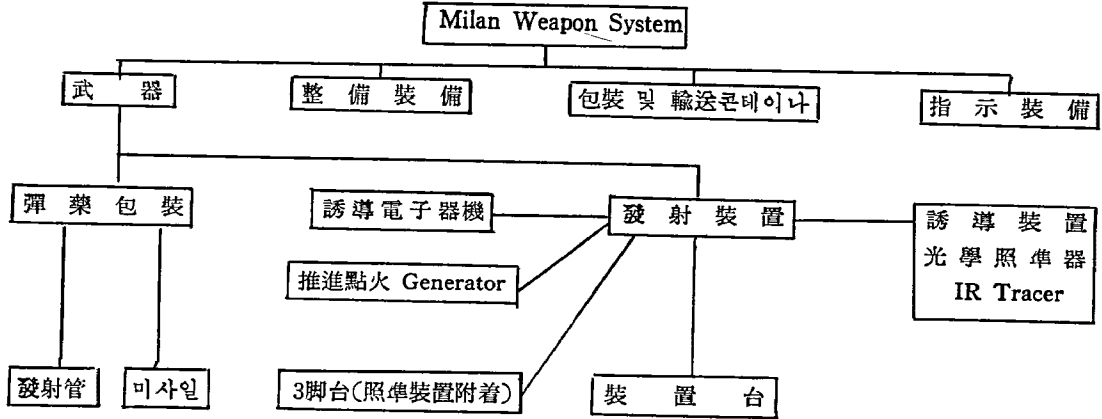 Milan Weapon System
武器
整備裝備
包裝 및 輸送콘테이나
指示裝備
彈藥包裝
誘導電子器機
發射裝置
誘導裝置
光學照準器
IR Tracer
推進點火 Generator
發射管
미사일
3脚台(照準裝置附着)
裝置台